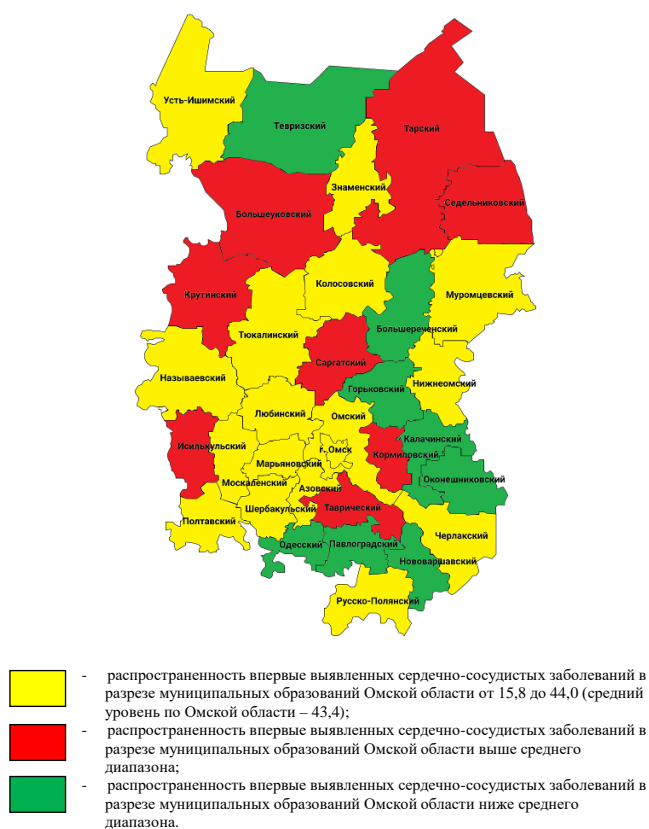 Усть-Ишимский
Тевризский
Тарский
Знаменский
Седельниковский
Большеуковский
Колосовский
Крутинский
Муромцевский
Большереченский
Тюкалинский
Саргатский
Называевский
Горьковский
Нижнеомский
Любинский
Омский
Калачинский
Исилькульский
г. Омск
Кормиловский
Марьяновский
Москаленский
Азовский
Оконешниковский
Шербакульский
Таврический
Полтавский
Черлакский
Одесский
Павлоградский
Нововаршавский
Русско-Полянский
- распространенность впервые выявленных сердечно-сосудистых заболеваний в
разрезе муниципальных образований Омской области от 15,8 до 44,0 (средний
уровень по Омской области – 43,4);
- распространенность впервые выявленных сердечно-сосудистых заболеваний в
разрезе муниципальных образований Омской области выше среднего
диапазона;
- распространенность впервые выявленных сердечно-сосудистых заболеваний в
разрезе муниципальных образований Омской области ниже среднего
диапазона.